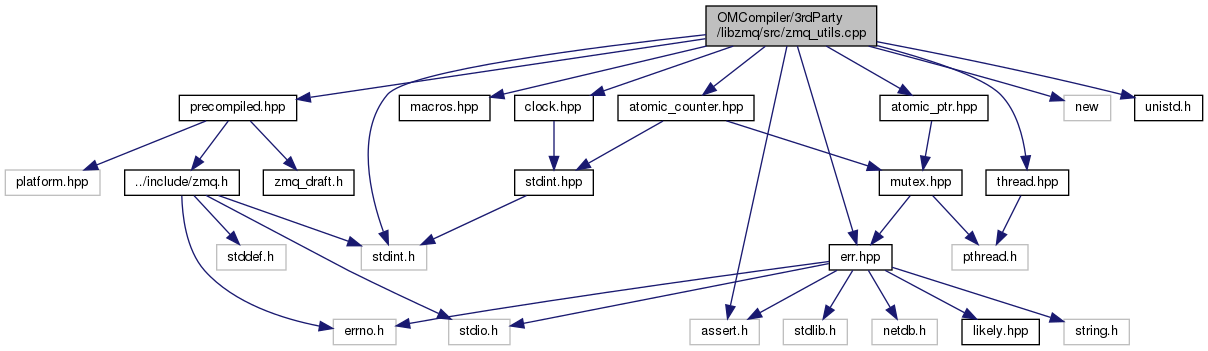 OMCompiler/3rdParty
/libzmq/src/zmq_utils.cpp
precompiled.hpp
macros.hpp
clock.hpp
atomic_counter.hpp
atomic_ptr.hpp
new
unistd.h
platform.hpp
../include/zmq.h
zmq_draft.h
stdint.hpp
mutex.hpp
thread.hpp
stddef.h
stdint.h
err.hpp
pthread.h
errno.h
stdio.h
assert.h
stdlib.h
netdb.h
likely.hpp
string.h